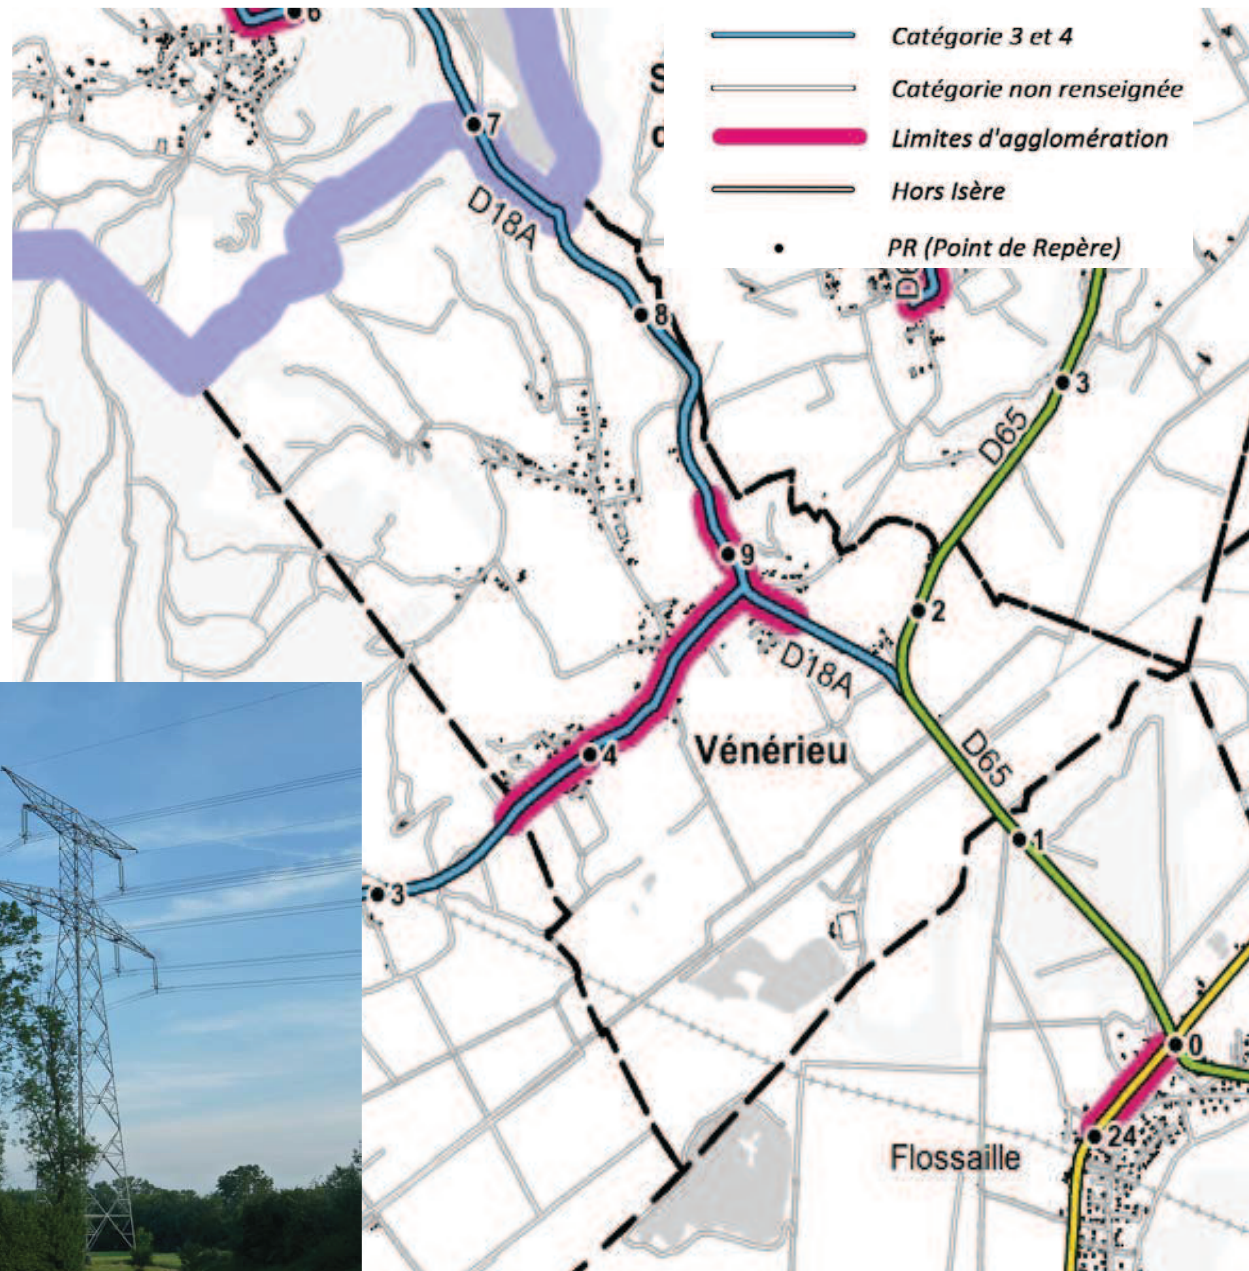 Catégorie 3 et 4
Catégorie non renseignée
Limites d'agglomération
Hors Isère
PR (Point de Repère)
6
7
D18A
8
3
D65
9
2
D18A
4
Vénérieu
D65
1
3
0
24
Flossaille